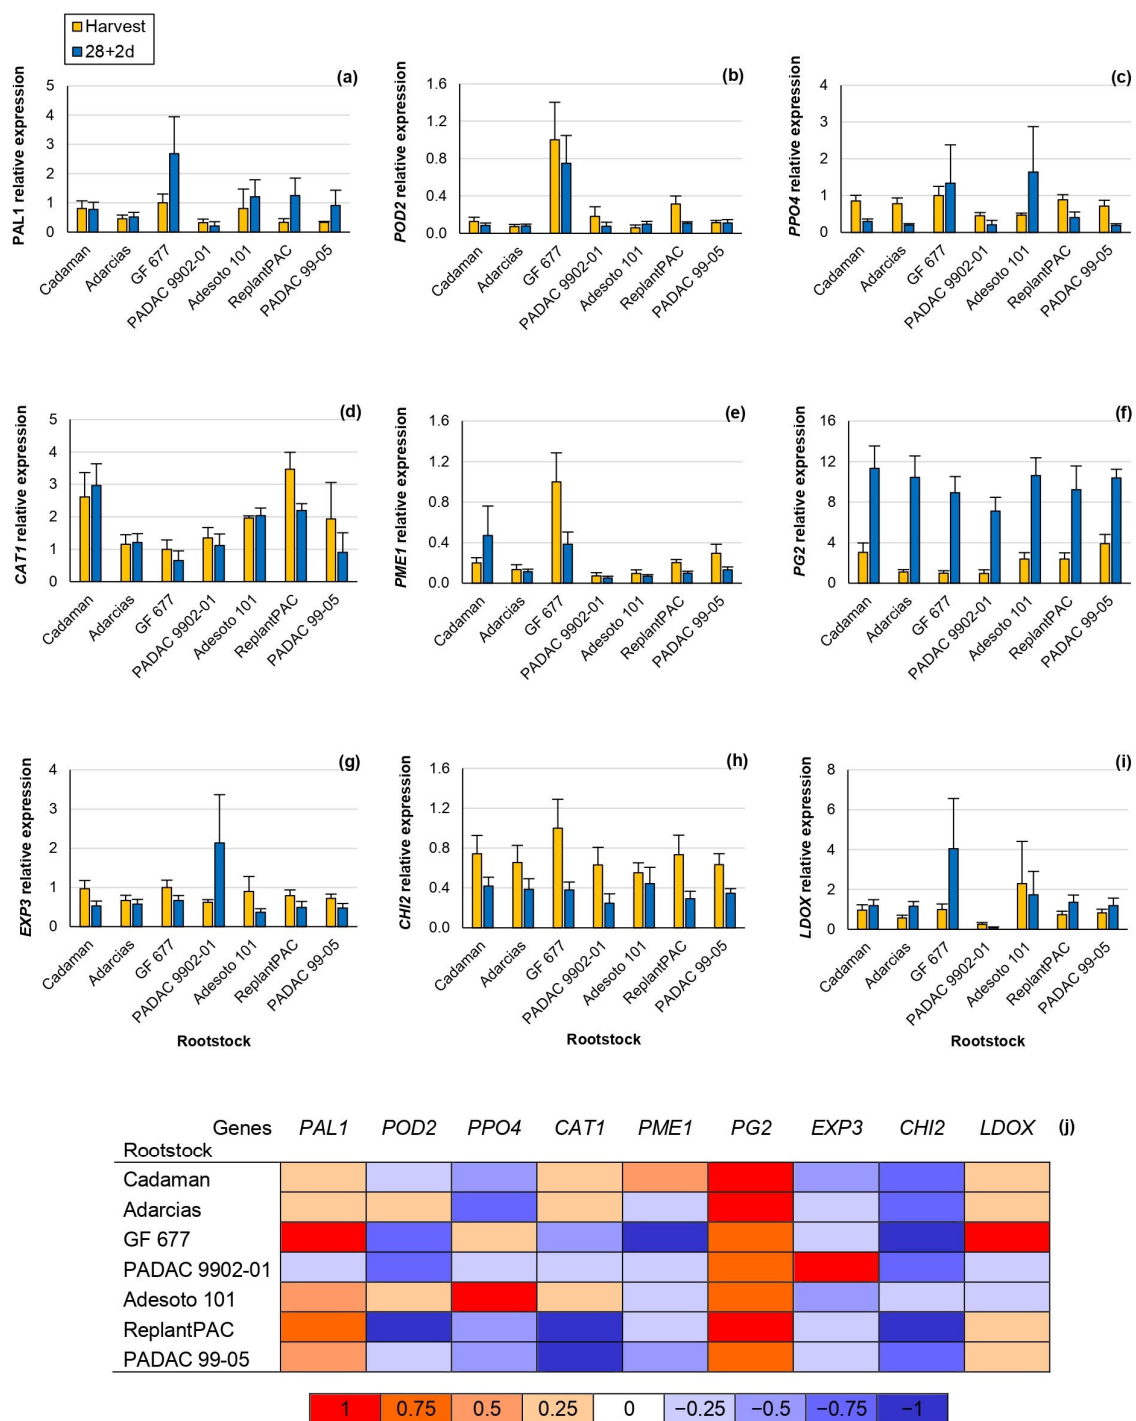 Harvest
28+2d
(a)
PAL1 relative expression
5
4
3
2
1
0
Cadaman
Adarcias
GF 677
PADAC 9902-01
Adesoto 101
ReplantPAC
PADAC 99-05
(b)
POD2 relative expression
1.6
1.2
0.8
0.4
0.0
Cadaman
Adarcias
GF 677
PADAC 9902-01
Adesoto 101
ReplantPAC
PADAC 99-05
(c)
PPO4 relative expression
4
3
2
1
0
Cadaman
Adarcias
GF 677
PADAC 9902-01
Adesoto 101
ReplantPAC
PADAC 99-05
(d)
CAT1 relative expression
5
4
3
2
1
0
Cadaman
Adarcias
GF 677
PADAC 9902-01
Adesoto 101
ReplantPAC
PADAC 99-05
(e)
PME1 relative expression
1.6
1.2
0.8
0.4
0.0
Cadaman
Adarcias
GF 677
PADAC 9902-01
Adesoto 101
ReplantPAC
PADAC 99-05
(f)
PG2 relative expression
16
12
8
4
0
Cadaman
Adarcias
GF 677
PADAC 9902-01
Adesoto 101
ReplantPAC
PADAC 99-05
(g)
EXP3 relative expression
4
3
2
1
0
Cadaman
Adarcias
GF 677
PADAC 9902-01
Adesoto 101
ReplantPAC
PADAC 99-05
Rootstock
(h)
CHI2 relative expression
1.6
1.2
0.8
0.4
0.0
Cadaman
Adarcias
GF 677
PADAC 9902-01
Adesoto 101
ReplantPAC
PADAC 99-05
Rootstock
(i)
LDOX relative expression
8
6
4
2
0
Cadaman
Adarcias
GF 677
PADAC 9902-01
Adesoto 101
ReplantPAC
PADAC 99-05
Rootstock
Genes PAL1 POD2 PPO4 CAT1 PME1 PG2 EXP3 CHI2 LDOX (j)
Rootstock
Cadaman
Adarcias
GF 677
PADAC 9902-01
Adesoto 101
ReplantPAC
PADAC 99-05
1 0.75 0.5 0.25 0 −0.25 −0.5 −0.75 −1